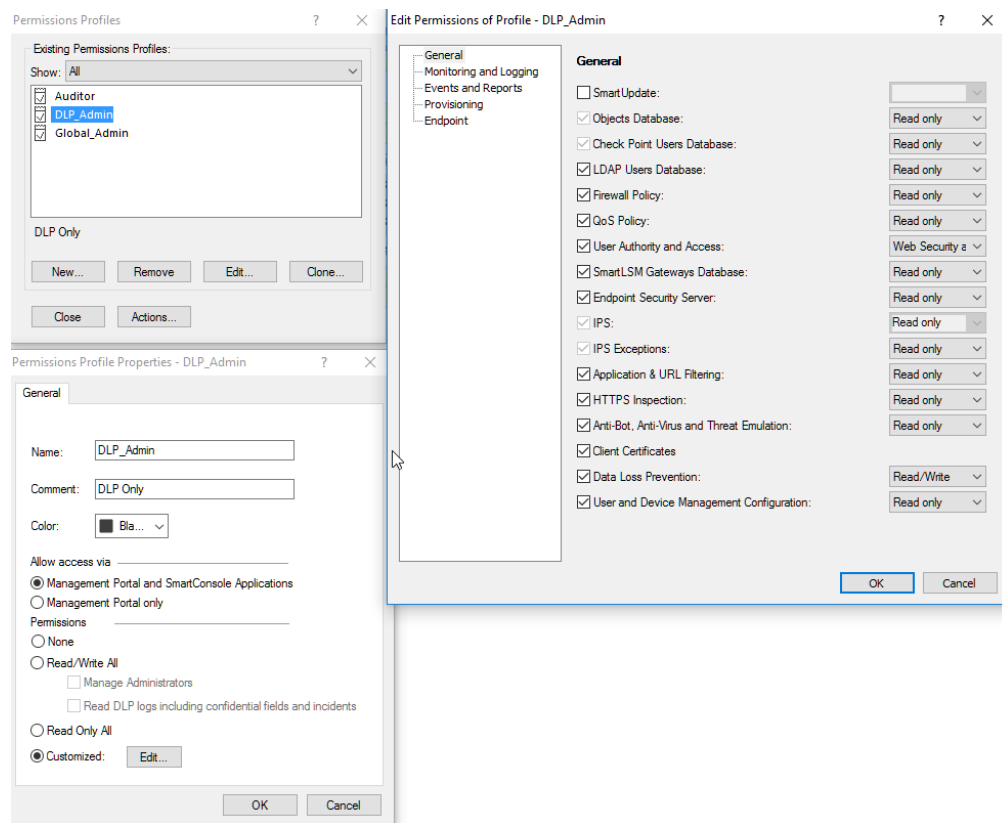 Permissions Profiles ? ×
Existing Permissions Profiles:
Show: All
Auditor
DLP_Admin
Global_Admin
DLP Only
New... Remove Edit... Clone...
Close Actions...
Permissions Profile Properties - DLP_Admin ? ×
General
Name: DLP_Admin
Comment: DLP Only
Color: Bla...
Allow access via
Management Portal and SmartConsole Applications
Management Portal only
Permissions
None
Read/Write All
Manage Administrators
Read DLP logs including confidential fields and incidents
Read Only All
Customized: Edit...
OK Cancel
Edit Permissions of Profile - DLP_Admin ? ×
General
Monitoring and Logging
Events and Reports
Provisioning
Endpoint
General
SmartUpdate:
Objects Database: Read only
Check Point Users Database: Read only
LDAP Users Database: Read only
Firewall Policy: Read only
QoS Policy: Read only
User Authority and Access: Web Security a
SmartLSM Gateways Database: Read only
Endpoint Security Server: Read only
IPS: Read only
IPS Exceptions: Read only
Application & URL Filtering: Read only
HTTPS Inspection: Read only
Anti-Bot, Anti-Virus and Threat Emulation: Read only
Client Certificates
Data Loss Prevention: Read/Write
User and Device Management Configuration: Read only
OK Cancel